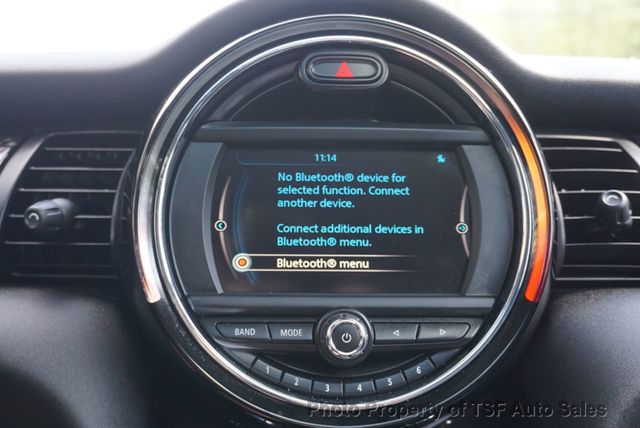 11:14
No Bluetooth® device for
selected function. Connect
another device.
Connect additional devices in
Bluetooth® menu.
Bluetooth® menu
BAND MODE
1 2 3 4 5 6
Photo Property of TSF Auto Sales